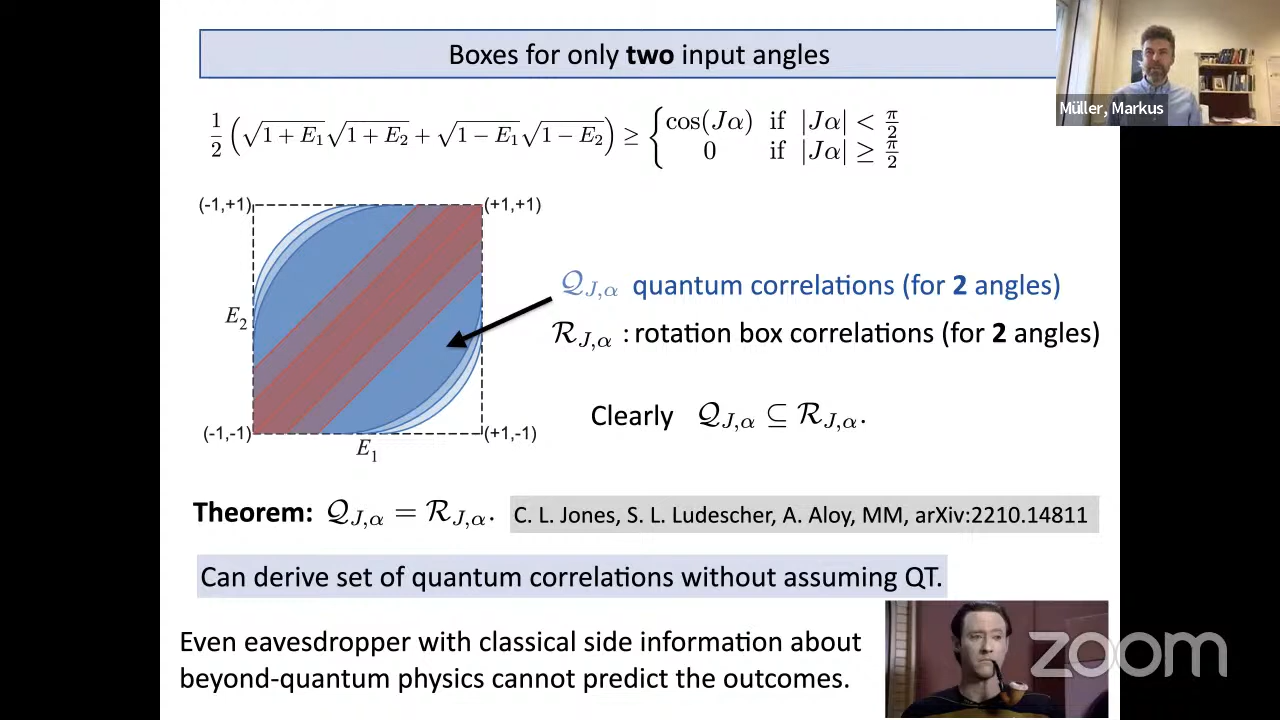 Boxes for only two input angles
Müller, Markus
1/2 (√(1 + E₁) √(1 + E₂) + √(1 − E₁) √(1 − E₂)) ≥ { cos(Jα) if |Jα| < π/2
0 if |Jα| ≥ π/2
(-1,+1) (+1,+1)
𝒬_{J,α} quantum correlations (for 2 angles)
E₂
ℛ_{J,α} : rotation box correlations (for 2 angles)
Clearly 𝒬_{J,α} ⊆ ℛ_{J,α}.
(-1,-1) (+1,-1)
E₁
Theorem: 𝒬_{J,α} = ℛ_{J,α}. C. L. Jones, S. L. Ludescher, A. Aloy, MM, arXiv:2210.14811
Can derive set of quantum correlations without assuming QT.
Even eavesdropper with classical side information about
beyond-quantum physics cannot predict the outcomes.
zoom